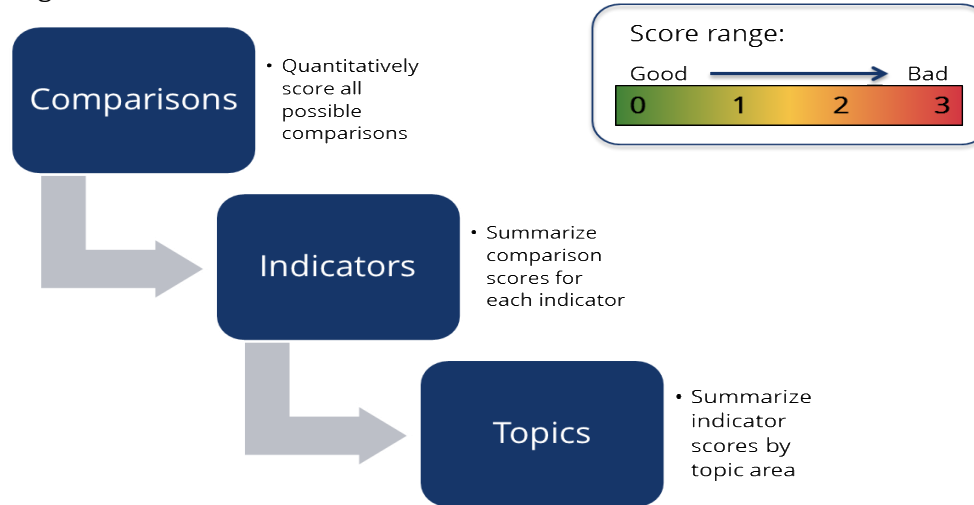 Score range:
Good Bad
0 1 2 3
Comparisons
• Quantitatively
score all
possible
comparisons
Indicators
• Summarize
comparison
scores for
each indicator
Topics
• Summarize
indicator
scores by
topic area